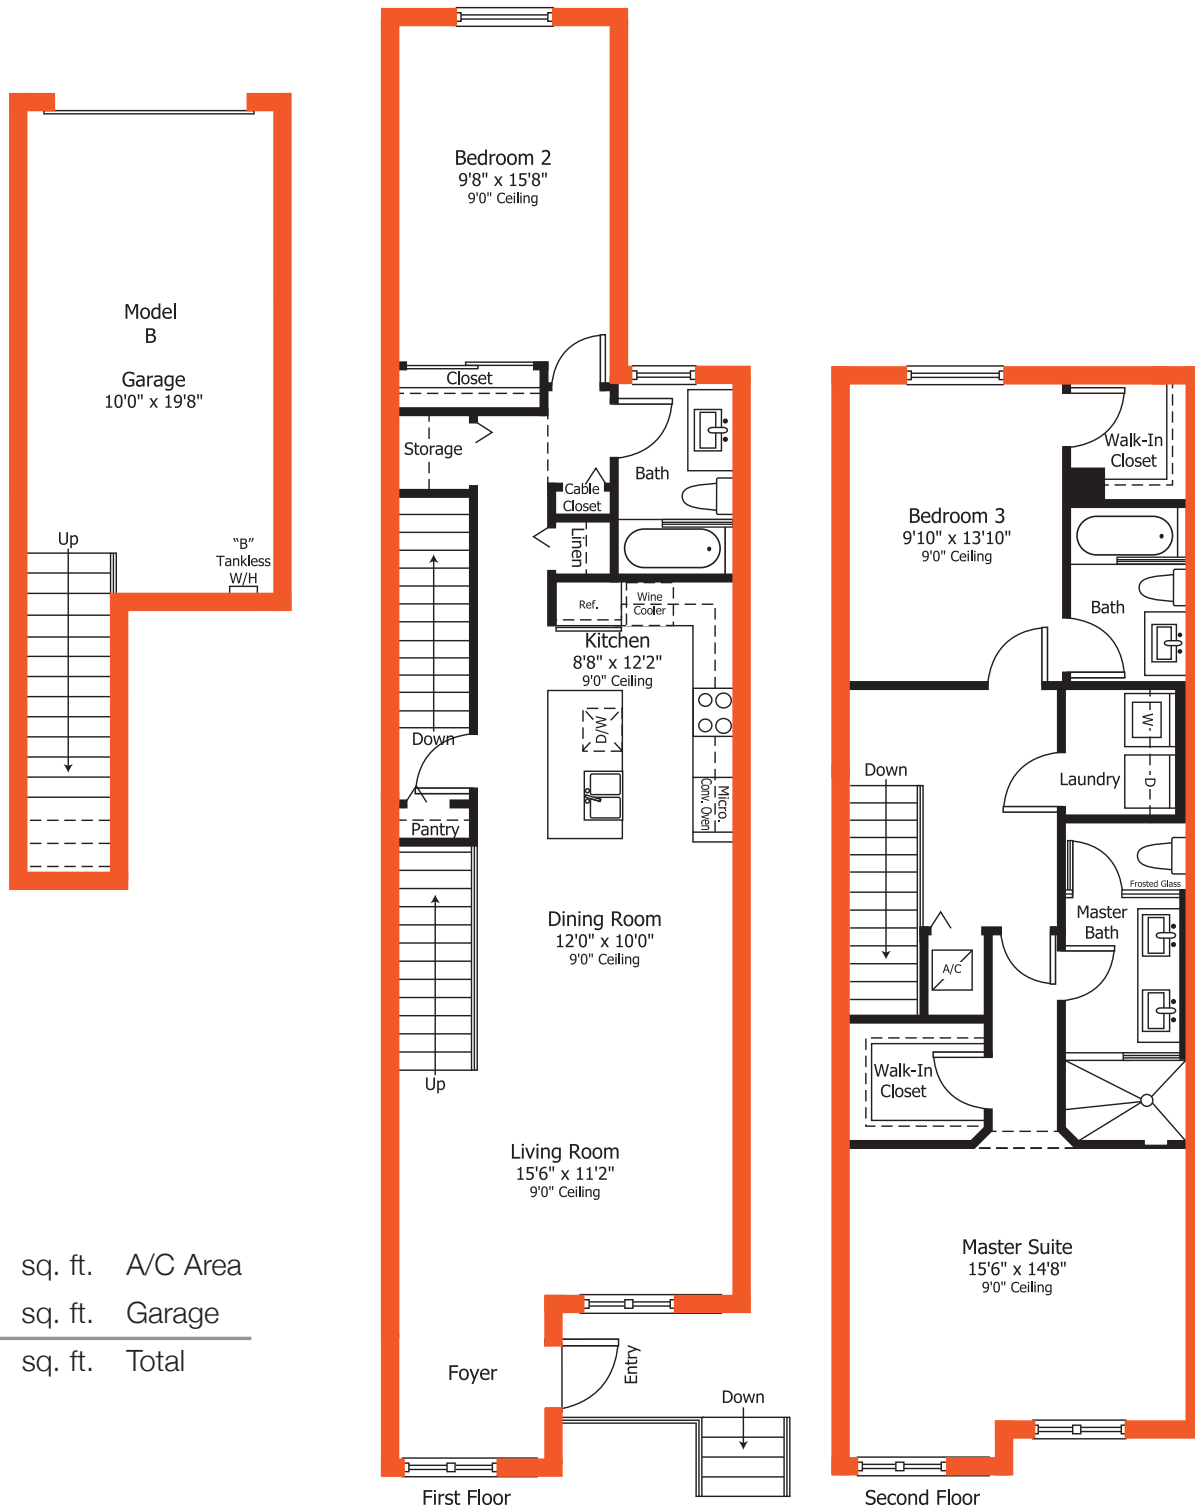 Model
B
Garage
10'0" x 19'8"
Up
"B"
Tankless
W/H
sq. ft. A/C Area
sq. ft. Garage
sq. ft. Total
Bedroom 2
9'8" x 15'8"
9'0" Ceiling
Closet
Storage
Cable
Closet
Bath
Linen
Ref.
Wine
Cooler
Kitchen
8'8" x 12'2"
9'0" Ceiling
D/W
Down
Micro.
Conv. Oven
Pantry
Dining Room
12'0" x 10'0"
9'0" Ceiling
Up
Living Room
15'6" x 11'2"
9'0" Ceiling
Foyer
Entry
Down
First Floor
Walk-In
Closet
Bedroom 3
9'10" x 13'10"
9'0" Ceiling
Bath
W
Laundry
D
Down
Frosted Glass
Master
Bath
A/C
Walk-In
Closet
Master Suite
15'6" x 14'8"
9'0" Ceiling
Second Floor